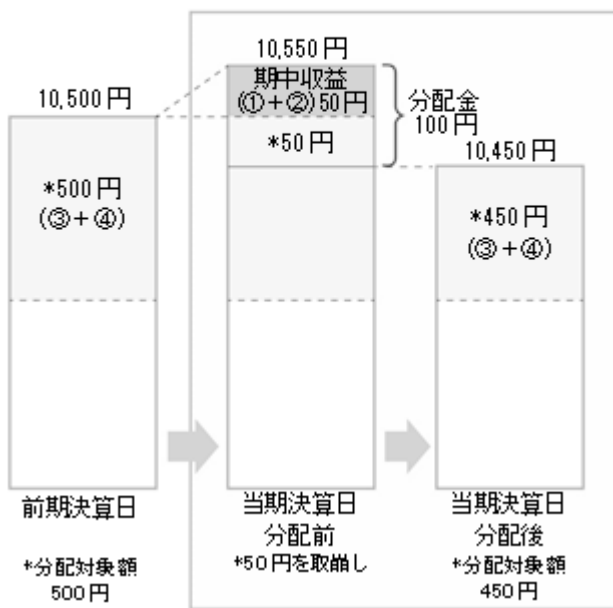 10,500円
*500円
(③+④)
前期決算日
*分配対象額
500円
10,550円
期中収益
(①+②)50円
*50円
分配金
100円
当期決算日
分配前
*50円を取崩し
10,450円
*450円
(③+④)
当期決算日
分配後
*分配対象額
450円